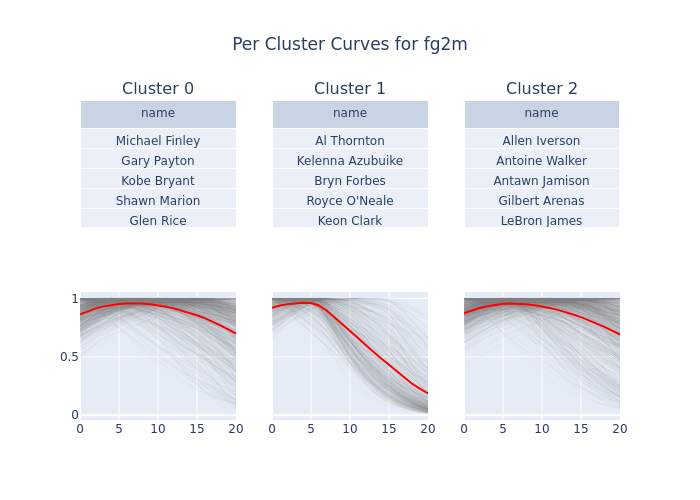 Per Cluster Curves for fg2m
Cluster 0
name
Michael Finley
Gary Payton
Kobe Bryant
Shawn Marion
Glen Rice
Cluster 1
name
Al Thornton
Kelenna Azubuike
Bryn Forbes
Royce O'Neale
Keon Clark
Cluster 2
name
Allen Iverson
Antoine Walker
Antawn Jamison
Gilbert Arenas
LeBron James
1
0.5
0
0 5 10 15 20
0 5 10 15 20
0 5 10 15 20